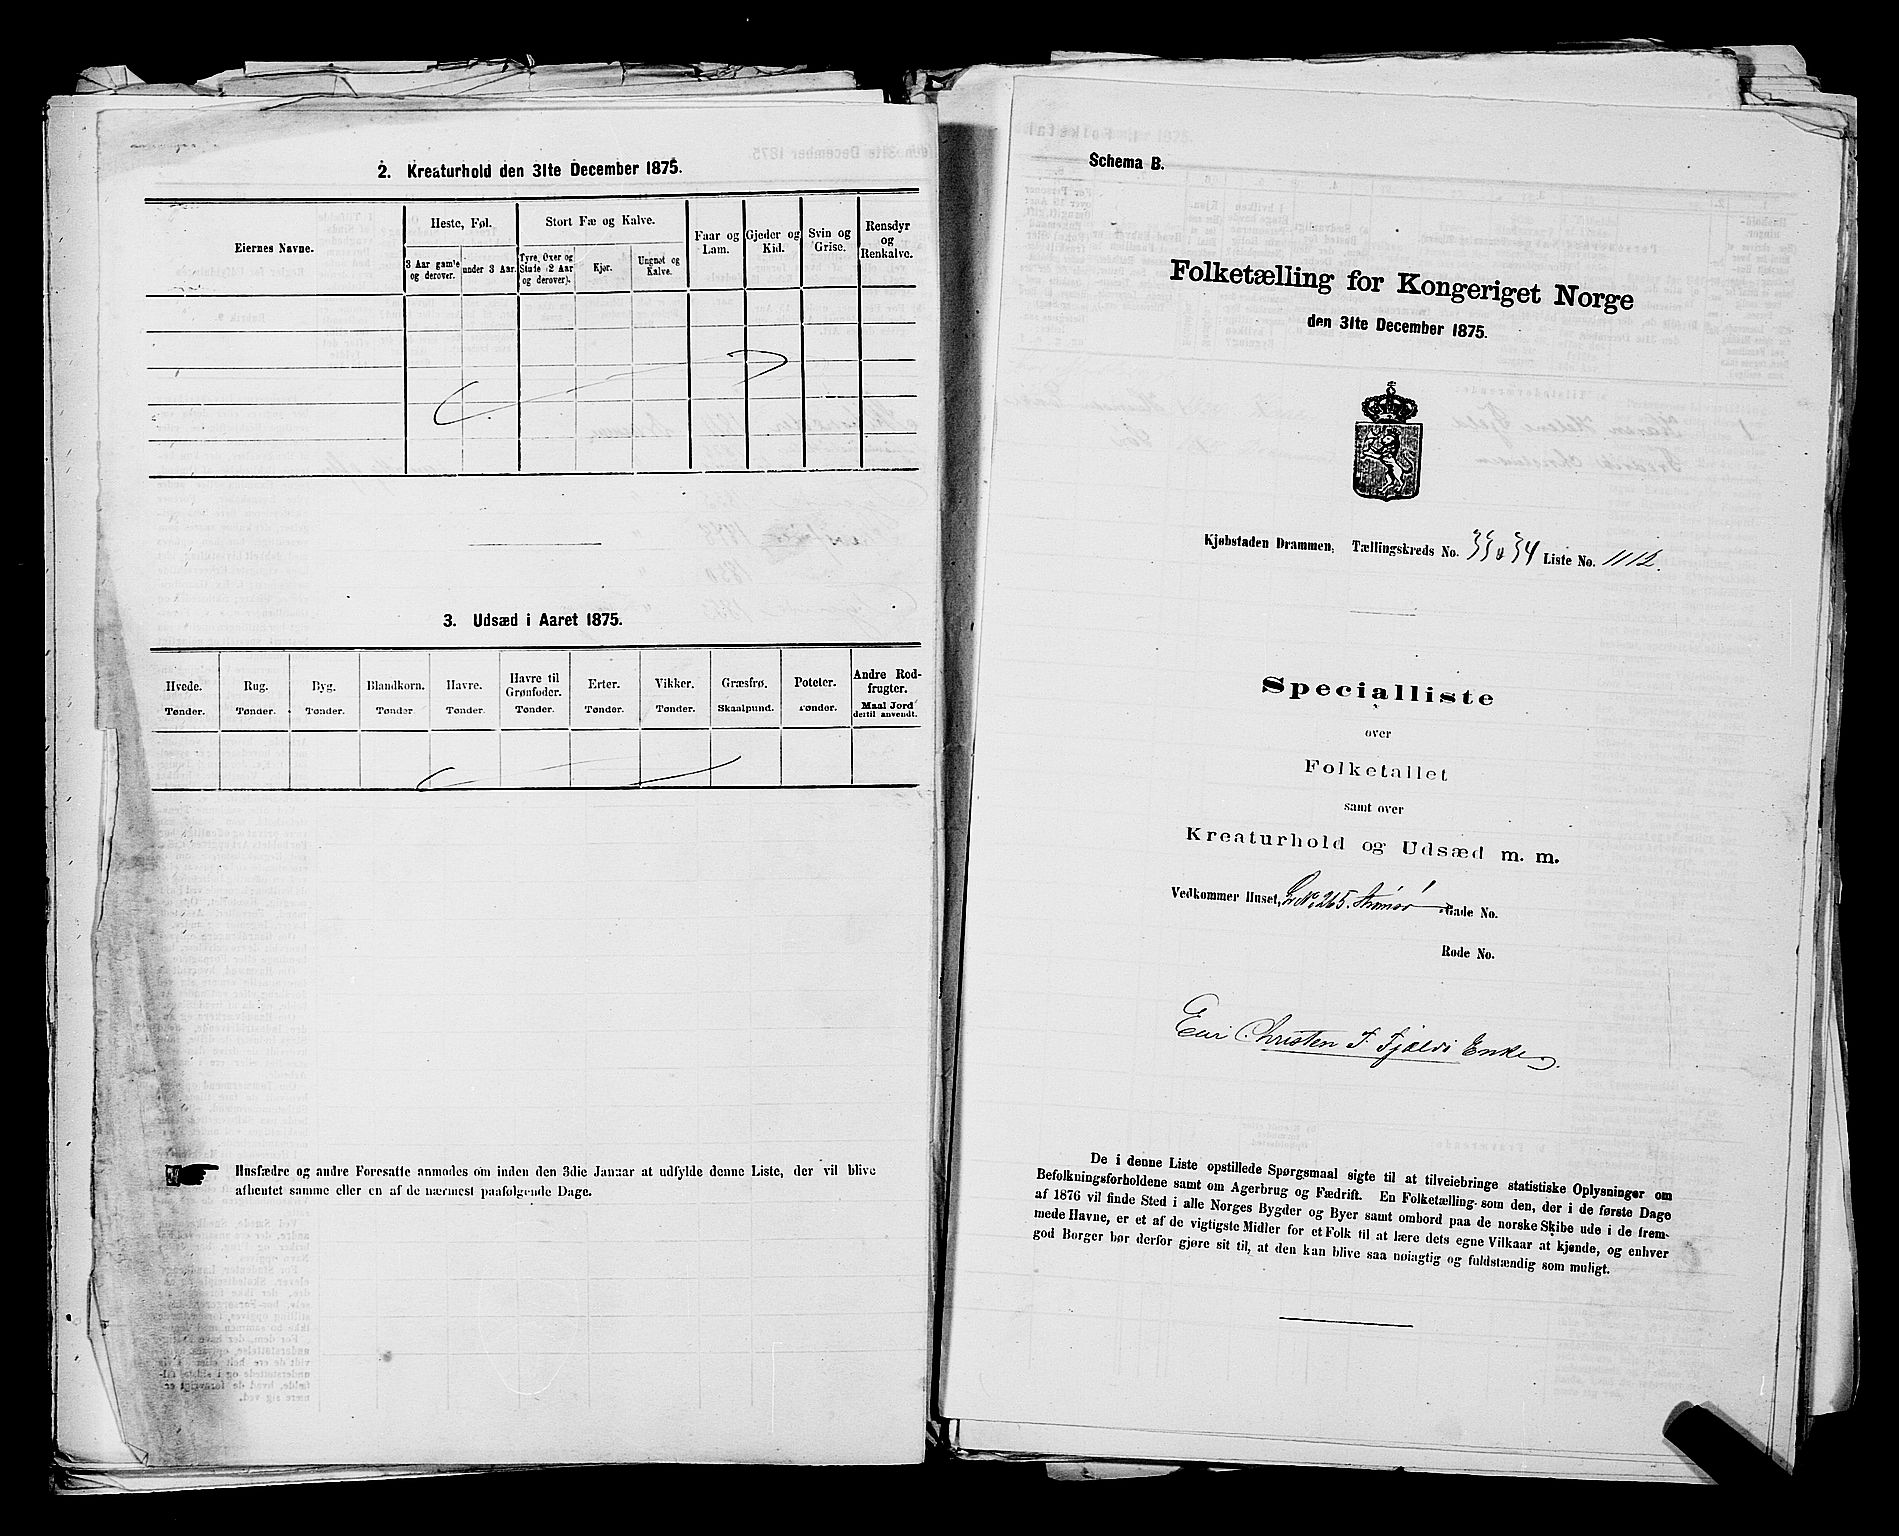 2. Kreaturhold den 31te December 1875.
Eiernes Navne.
Heste, Føl.
3 Aar gamle og derover.
under 3 Aar.
Stort Fæ og Kalve.
Tyre, Oxer og Stude (2 Aar og derover).
Kjør.
Ungnøt og Kalve.
Faar og Lam.
Gjeder og Kid.
Svin og Grise.
Rensdyr og Renkalve.
3. Udsæd i Aaret 1875.
Hvede. Rug. Byg. Blandkorn. Havre. Havre til Grønfoder. Erter. Vikker. Græsfrø. Poteter. Andre Rodfrugter.
Tønder. Tønder. Tønder. Tønder Tønder. Tønder. Tønder. Tønder. Skaalpund. Tønder. Maal Jord dertil anvendt.
Husfædre og andre Foresatte anmodes om inden den 3die Januar at udfylde denne Liste, der vil blive
afhentet samme eller en af de nærmest paafølgende Dage.
Schema B.
Folketælling for Kongeriget Norge
den 31te December 1875.
Kjøbstaden Drammen, Tællingskreds No. 33 o 34 Liste No. 1112.
Specialliste
over
Folketallet
samt over
Kreaturhold og Udsæd m. m.
Vedkommer Huset, No 265. Strømsø Gade No.
Rode No.
Eier Christen F. Fjelds Enke
De i denne Liste opstillede Spørgsmaal sigte til at tilveiebringe statistiske Oplysninger om
Befolkningsforholdene samt om Agerbrug og Fædrift. En Folketælling som den, der i de første Dage
af 1876 vil finde Sted i alle Norges Bygder og Byer samt ombord paa de norske Skibe ude i de frem-
mede Havne, er et af de vigtigste Midler for et Folk til at lære dets egne Vilkaar at kjende, og enhver
god Borger bør derfor gjøre sit til, at den kan blive saa nøiagtig og fuldstændig som muligt.